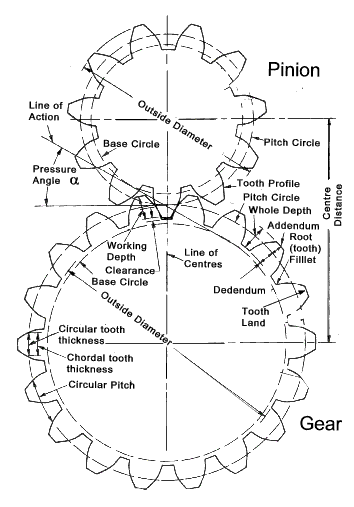 Pinion
Line of
Action
Outside Diameter
Base Circle
Pitch Circle
Pressure
Angle α
Tooth Profile
Pitch Circle
Whole Depth
Addendum
Root
(tooth)
Filllet
Centre
Distance
Working
Depth
Clearance
Base Circle
Line of
Centres
Dedendum
Tooth
Land
Outside Diameter
Circular tooth
thickness
Chordal tooth
thickness
Circular Pitch
Gear